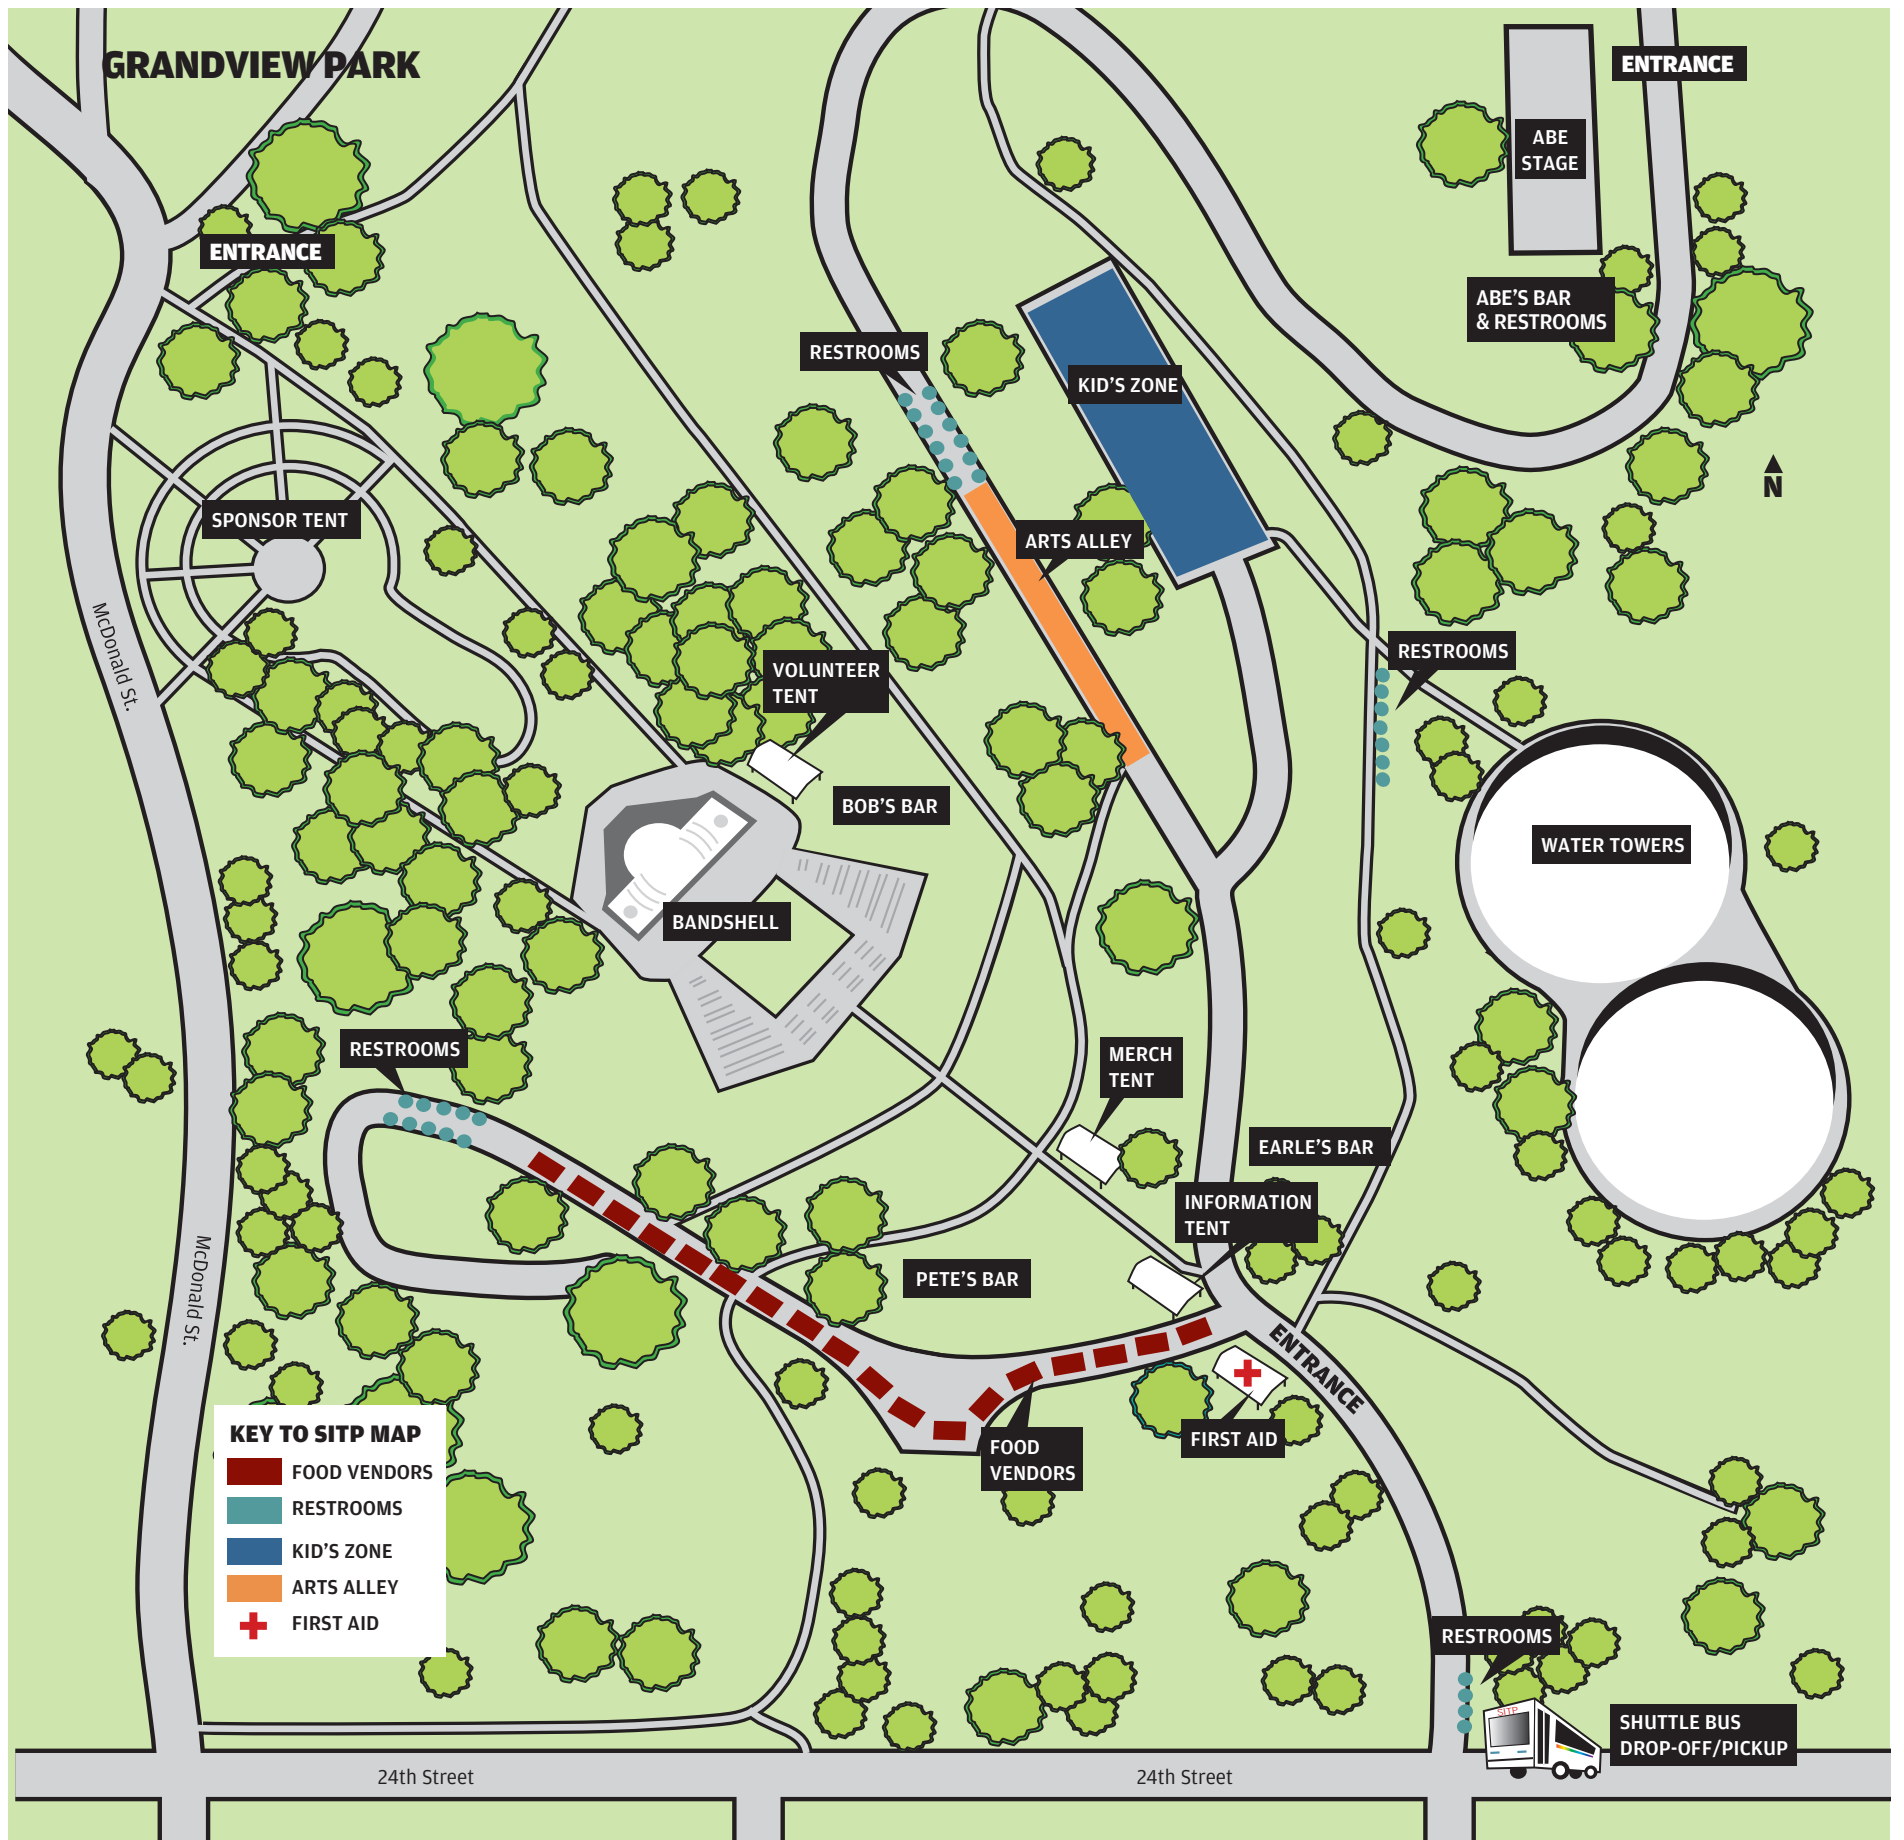 GRANDVIEW PARK
ENTRANCE
ABE
STAGE
ENTRANCE
ABE'S BAR
& RESTROOMS
RESTROOMS
KID'S ZONE
N
SPONSOR TENT
ARTS ALLEY
McDonald St.
VOLUNTEER
TENT
RESTROOMS
BOB'S BAR
WATER TOWERS
BANDSHELL
RESTROOMS
MERCH
TENT
EARLE'S BAR
INFORMATION
TENT
McDonald St.
PETE'S BAR
ENTRANCE
FIRST AID
FOOD
VENDORS
KEY TO SITP MAP
FOOD VENDORS
RESTROOMS
KID'S ZONE
ARTS ALLEY
FIRST AID
RESTROOMS
SITP
SHUTTLE BUS
DROP-OFF/PICKUP
24th Street
24th Street